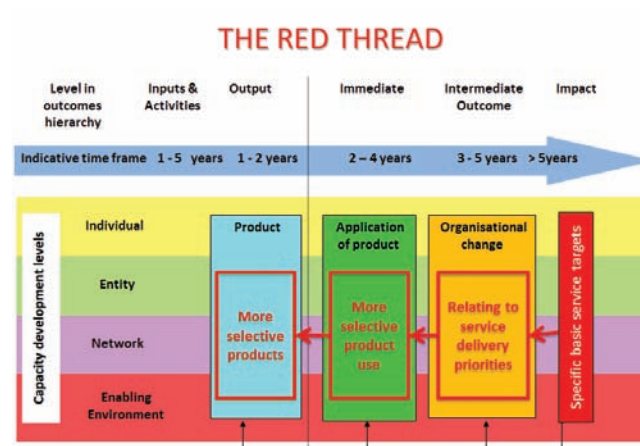 THE RED THREAD
Level in outcomes hierarchy
Inputs & Activities
Output
Immediate
Intermediate Outcome
Impact
Indicative time frame 1 - 5 years 1 - 2 years 2 – 4 years 3 - 5 years > 5years
Capacity development levels
Individual
Entity
Network
Enabling Environment
Product
More selective products
Application of product
More selective product use
Organisational change
Relating to service delivery priorities
Specific basic service targets